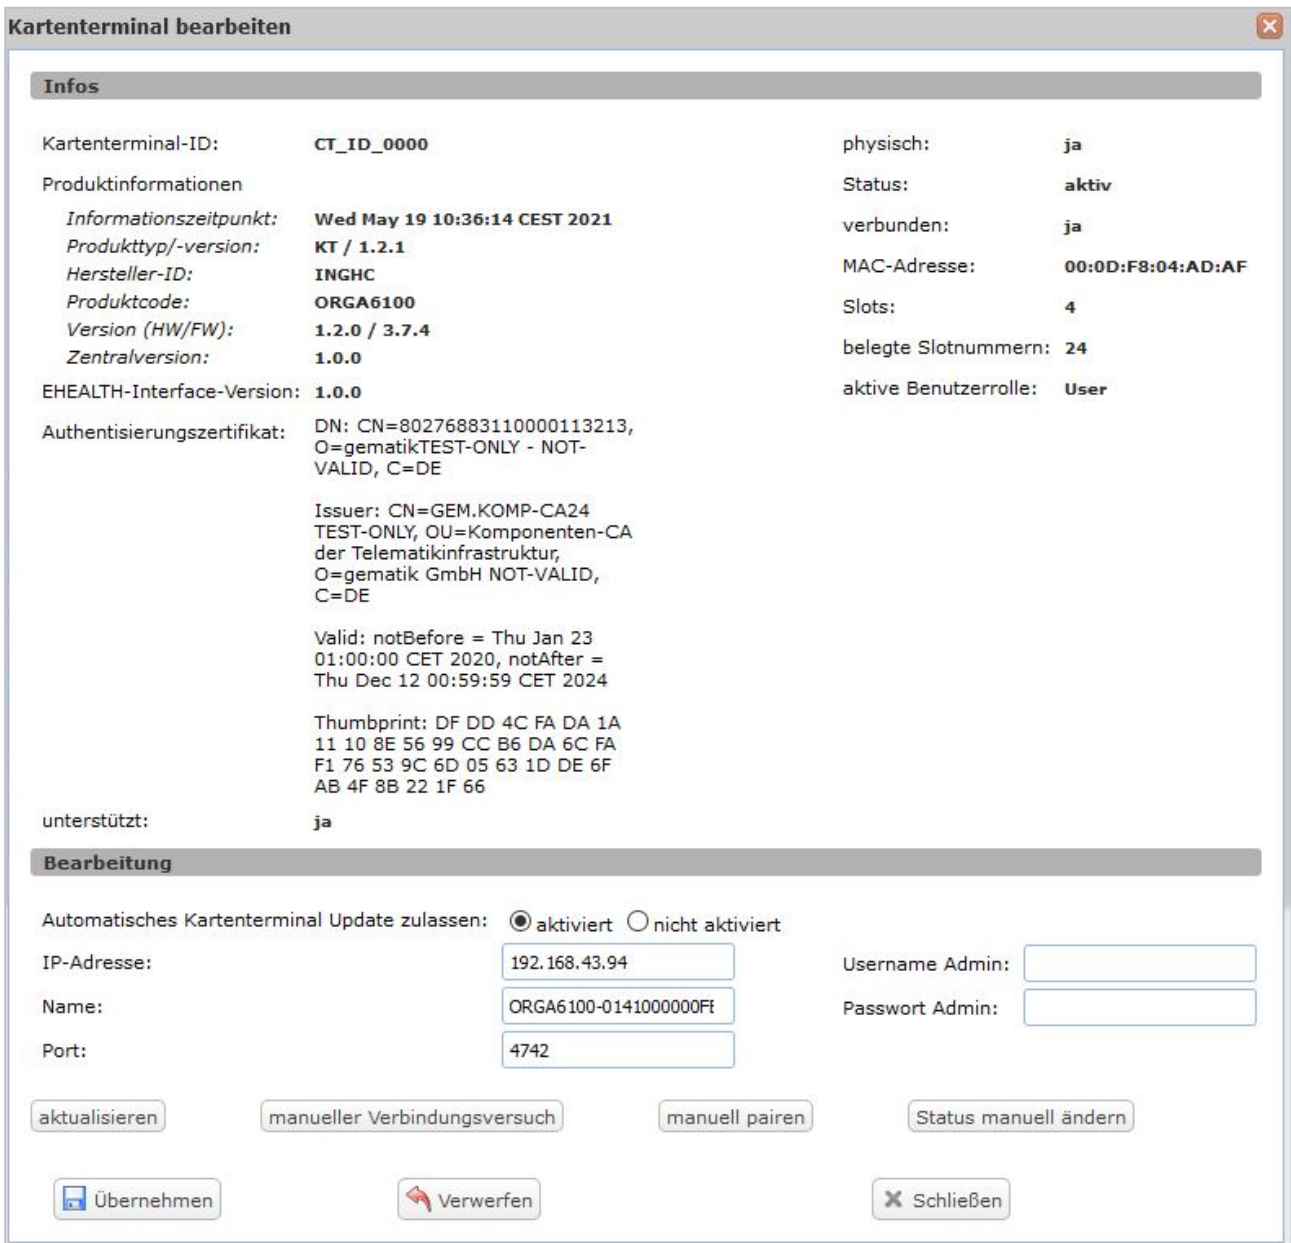 Kartenterminal bearbeiten
Infos
Kartenterminal-ID: CT_ID_0000
physisch: ja
Produktinformationen
Status: aktiv
Informationszeitpunkt: Wed May 19 10:36:14 CEST 2021
verbunden: ja
Produkttyp/-version: KT / 1.2.1
Hersteller-ID: INGHC
MAC-Adresse: 00:0D:F8:04:AD:AF
Produktcode: ORGA6100
Slots: 4
Version (HW/FW): 1.2.0 / 3.7.4
Zentralversion: 1.0.0
belegte Slotnummern: 24
EHEALTH-Interface-Version: 1.0.0
aktive Benutzerrolle: User
Authentisierungszertifikat: DN: CN=80276883110000113213,
O=gematikTEST-ONLY - NOT-
VALID, C=DE
Issuer: CN=GEM.KOMP-CA24
TEST-ONLY, OU=Komponenten-CA
der Telematikinfrastruktur,
O=gematik GmbH NOT-VALID,
C=DE
Valid: notBefore = Thu Jan 23
01:00:00 CET 2020, notAfter =
Thu Dec 12 00:59:59 CET 2024
Thumbprint: DF DD 4C FA DA 1A
11 10 8E 56 99 CC B6 DA 6C FA
F1 76 53 9C 6D 05 63 1D DE 6F
AB 4F 8B 22 1F 66
unterstützt: ja
Bearbeitung
Automatisches Kartenterminal Update zulassen: aktiviert nicht aktiviert
IP-Adresse: 192.168.43.94
Username Admin:
Name: ORGA6100-0141000000FE
Passwort Admin:
Port: 4742
aktualisieren manueller Verbindungsversuch manuell pairen Status manuell ändern
Übernehmen Verwerfen Schließen